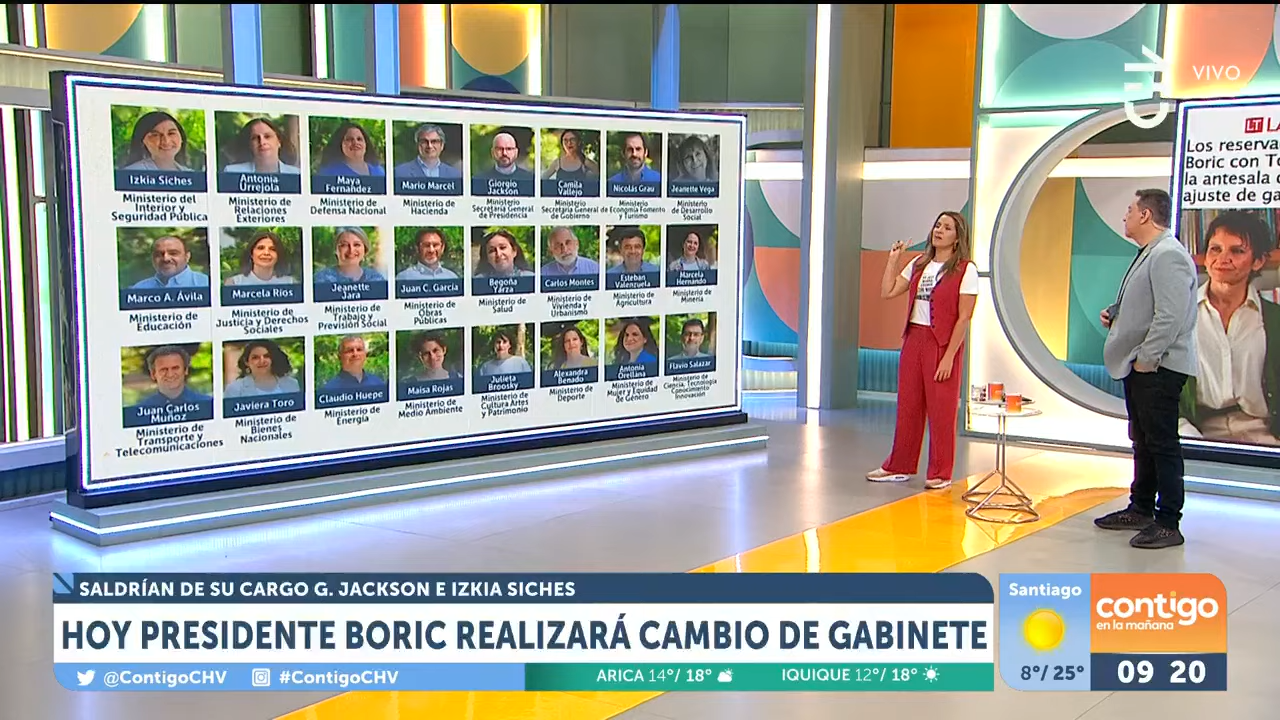 VIVO
LT LA
Los reserva
Boric con T
la antesala
ajuste de ga
Izkia Siches
Ministerio del
Interior y
Seguridad Pública
Antonia
Urrejola
Ministerio de
Relaciones
Exteriores
Maya
Fernández
Ministerio de
Defensa Nacional
Mario Marcel
Ministerio de
Hacienda
Giorgio
Jackson
Ministerio
Secretaría General
de Presidencia
Camila
Vallejo
Ministerio
Secretaría General
de Gobierno
Nicolás Grau
Ministerio
de Economía Fomento
y Turismo
Jeanette Vega
Ministerio
de Desarrollo
Social
Marco A. Ávila
Ministerio de
Educación
Marcela Ríos
Ministerio de
Justicia y Derechos
Sociales
Jeanette
Jara
Ministerio de
Trabajo y
Previsión Social
Juan C. García
Ministerio de
Obras
Públicas
Begoña
Yarza
Ministerio de
Salud
Carlos Montes
Ministerio de
Vivienda y
Urbanismo
Esteban
Valenzuela
Ministerio de
Agricultura
Marcela
Hernando
Ministerio de
Minería
Juan Carlos
Muñoz
Ministerio de
Transporte y
Telecomunicaciones
Javiera Toro
Ministerio de
Bienes
Nacionales
Claudio Huepe
Ministerio de
Energía
Maisa Rojas
Ministerio de
Medio Ambiente
Julieta
Broosky
Ministerio de
Cultura Artes
y Patrimonio
Alexandra
Benado
Ministerio de
Deporte
Antonia
Orellana
Ministerio de
Mujer y Equidad
de Género
Flavio Salazar
Ministerio de
Ciencia, Tecnología
Conocimiento
Innovación
SALDRÍAN DE SU CARGO G. JACKSON E IZKIA SICHES
HOY PRESIDENTE BORIC REALIZARÁ CAMBIO DE GABINETE
@ContigoCHV #ContigoCHV ARICA 14°/ 18° IQUIQUE 12°/ 18°
Santiago
8°/ 25°
contigo
en la mañana
09 20